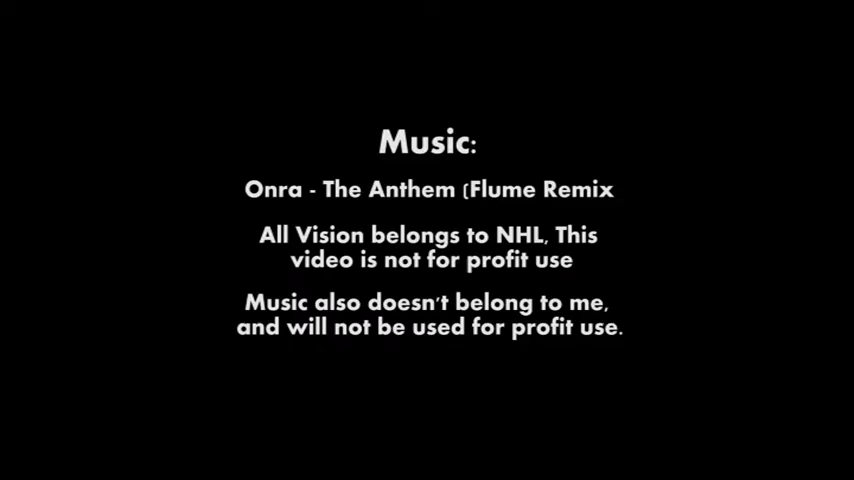 Music:
Onra - The Anthem (Flume Remix
All Vision belongs to NHL, This
video is not for profit use
Music also doesn't belong to me,
and will not be used for profit use.